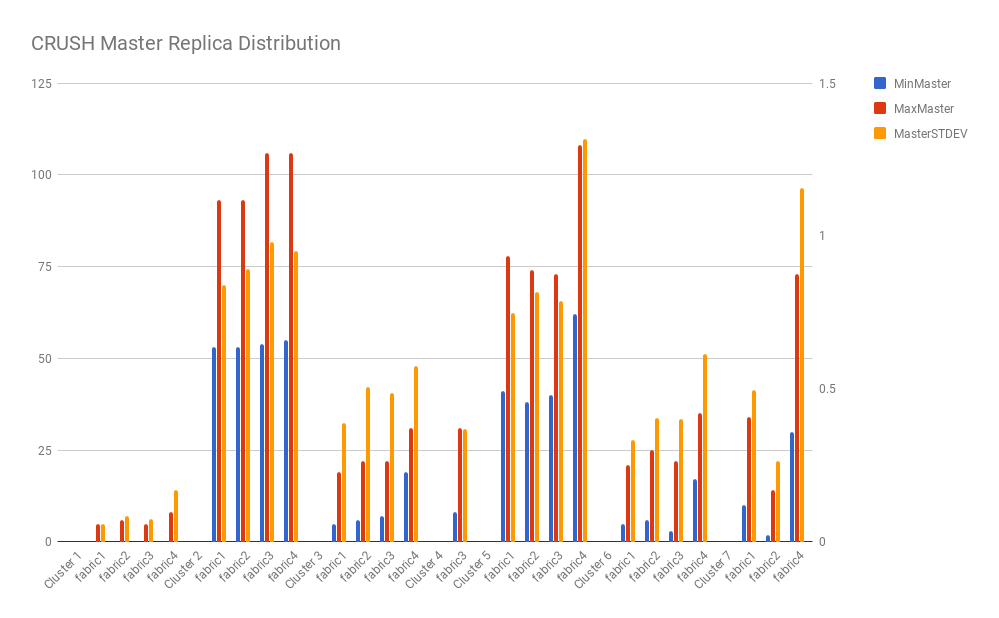 CRUSH Master Replica Distribution
125
100
75
50
25
0
1.5
1
0.5
0
MinMaster
MaxMaster
MasterSTDEV
Cluster 1
fabric1
fabric2
fabric3
fabric4
Cluster 2
fabric1
fabric2
fabric3
fabric4
Cluster 3
fabric1
fabric2
fabric3
fabric4
Cluster 4
fabric3
Cluster 5
fabric1
fabric2
fabric3
fabric4
Cluster 6
fabric1
fabric2
fabric3
fabric4
Cluster 7
fabric1
fabric2
fabric4